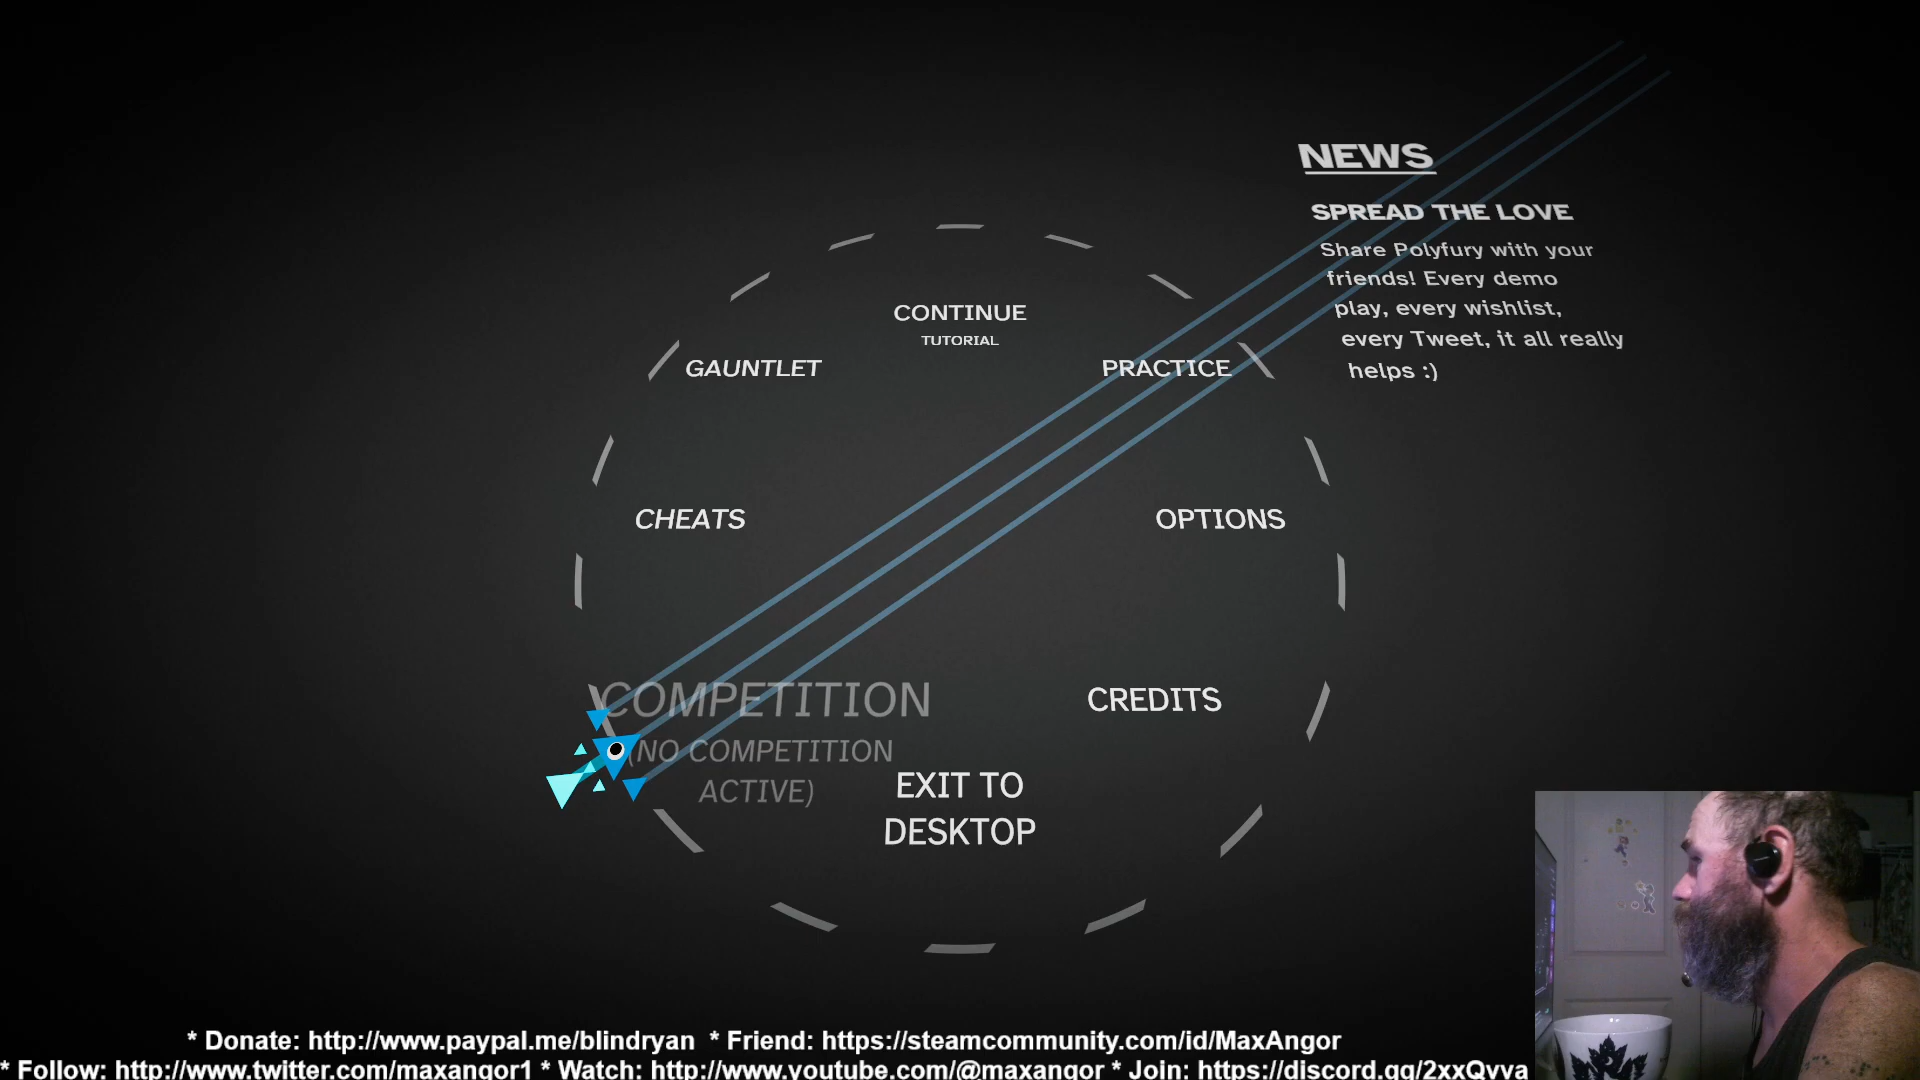 NEWS
SPREAD THE LOVE
Share Polyfury with your
friends! Every demo
play, every wishlist,
every Tweet, it all really
helps :)
CONTINUE
TUTORIAL
GAUNTLET
PRACTICE
CHEATS
OPTIONS
COMPETITION
(NO COMPETITION
ACTIVE)
CREDITS
EXIT TO
DESKTOP
* Donate: http://www.paypal.me/blindryan * Friend: https://steamcommunity.com/id/MaxAngor
* Follow: http://www.twitter.com/maxangor1 * Watch: http://www.youtube.com/@maxangor * Join: https://discord.gg/2xxQvva